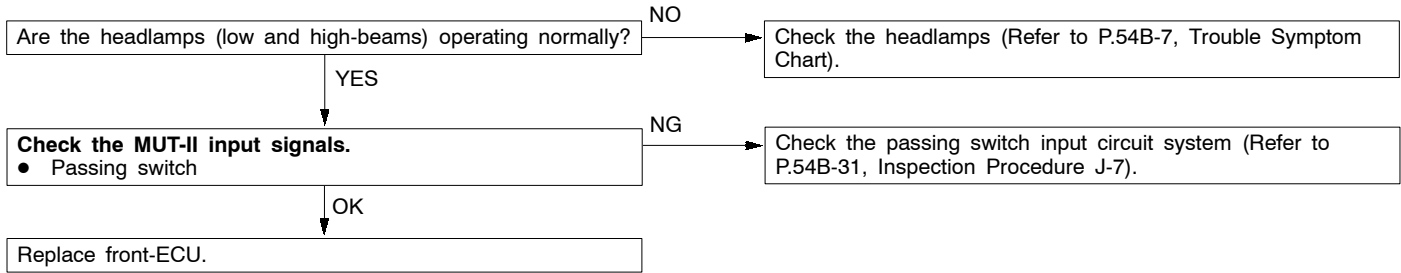 Are the headlamps (low and high-beams) operating normally?
NO
Check the headlamps (Refer to P.54B-7, Trouble Symptom
Chart).
YES
Check the MUT-II input signals.
● Passing switch
NG
Check the passing switch input circuit system (Refer to
P.54B-31, Inspection Procedure J-7).
OK
Replace front-ECU.